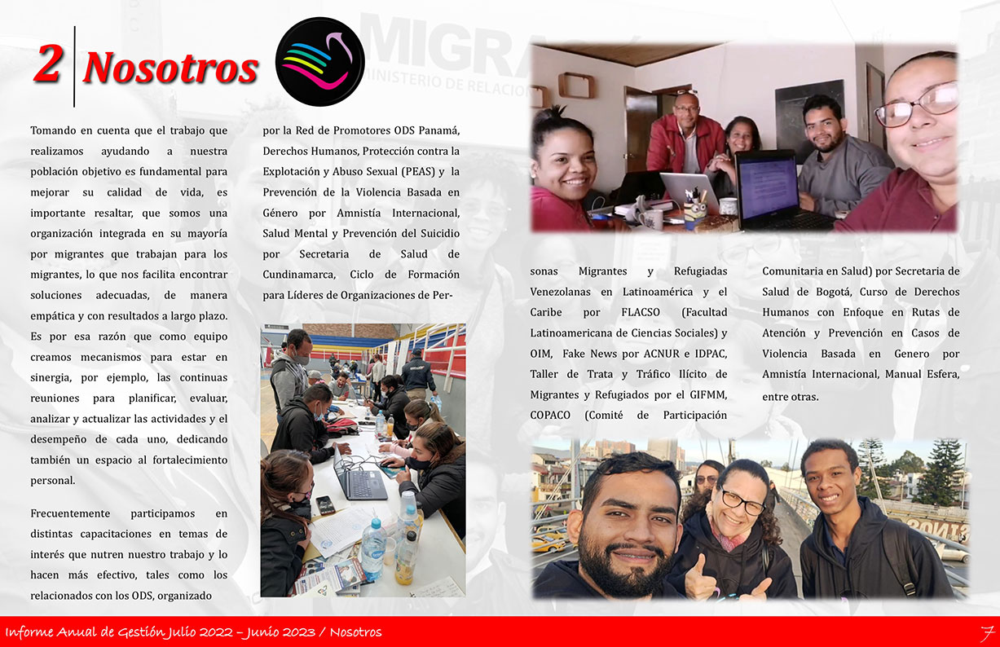 2 Nosotros
MIGRA
MINISTERIO DE RELACION
Tomando en cuenta que el trabajo que
realizamos ayudando a nuestra
población objetivo es fundamental para
mejorar su calidad de vida, es
importante resaltar, que somos una
organización integrada en su mayoría
por migrantes que trabajan para los
migrantes, lo que nos facilita encontrar
soluciones adecuadas, de manera
empática y con resultados a largo plazo.
Es por esa razón que como equipo
creamos mecanismos para estar en
sinergia, por ejemplo, las continuas
reuniones para planificar, evaluar,
analizar y actualizar las actividades y el
desempeño de cada uno, dedicando
también un espacio al fortalecimiento
personal.
Frecuentemente participamos en
distintas capacitaciones en temas de
interés que nutren nuestro trabajo y lo
hacen más efectivo, tales como los
relacionados con los ODS, organizado
por la Red de Promotores ODS Panamá,
Derechos Humanos, Protección contra la
Explotación y Abuso Sexual (PEAS) y la
Prevención de la Violencia Basada en
Género por Amnistía Internacional,
Salud Mental y Prevención del Suicidio
por Secretaria de Salud de
Cundinamarca, Ciclo de Formación
para Líderes de Organizaciones de Per-
sonas Migrantes y Refugiadas
Venezolanas en Latinoamérica y el
Caribe por FLACSO (Facultad
Latinoamericana de Ciencias Sociales) y
OIM, Fake News por ACNUR e IDPAC,
Taller de Trata y Tráfico Ilícito de
Migrantes y Refugiados por el GIFMM,
COPACO (Comité de Participación
Comunitaria en Salud) por Secretaria de
Salud de Bogotá, Curso de Derechos
Humanos con Enfoque en Rutas de
Atención y Prevención en Casos de
Violencia Basada en Genero por
Amnistía Internacional, Manual Esfera,
entre otras.
Informe Anual de Gestión Julio 2022 – Junio 2023 / Nosotros
7